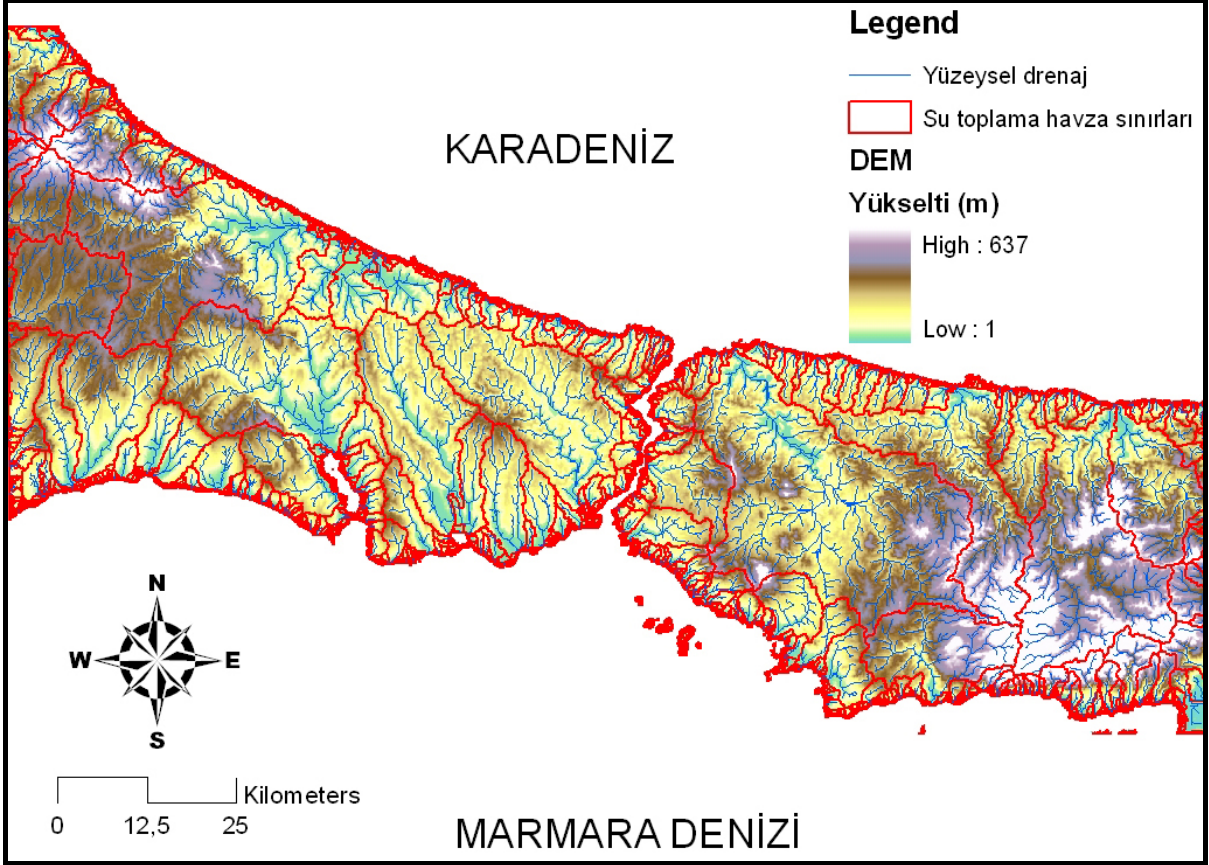 Legend
Yüzeysel drenaj
Su toplama havza sınırları
KARADENİZ
DEM
Yükselti (m)
High : 637
Low : 1
N
W
E
S
Kilometers
0
12,5
25
MARMARA DENİZİ